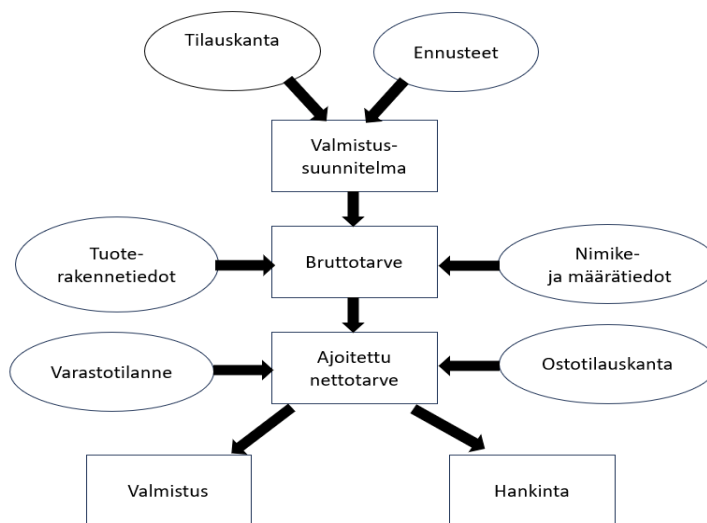 Tilauskanta
Ennusteet
Valmistus-
suunnitelma
Tuote-
rakennetiedot
Bruttotarve
Nimike-
ja määrätiedot
Varastotilanne
Ajoitettu
nettotarve
Ostotilauskanta
Valmistus
Hankinta